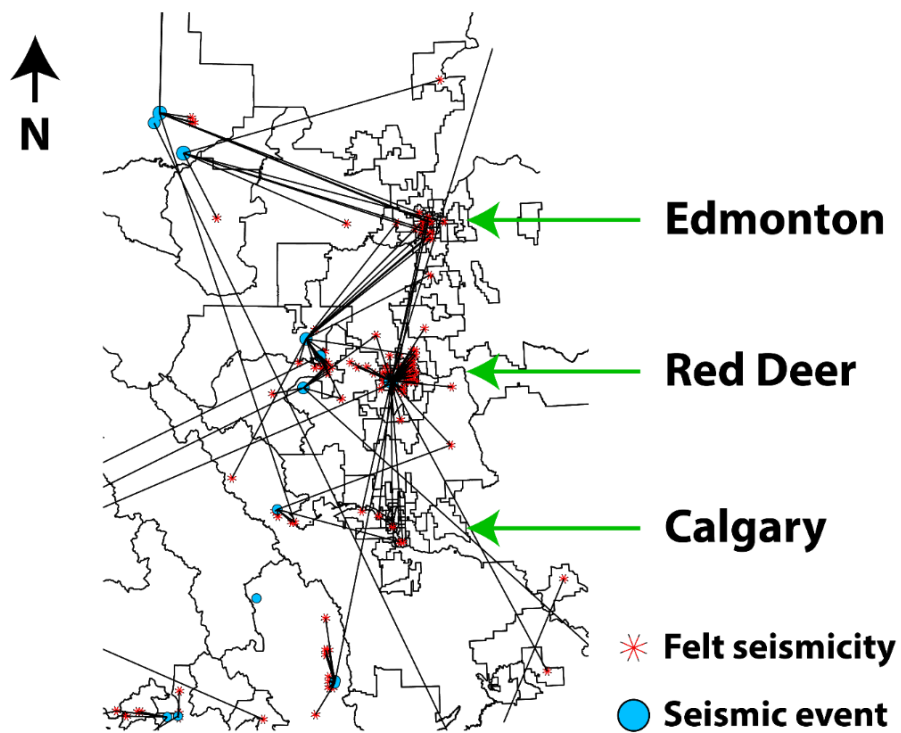 N
Edmonton
Red Deer
Calgary
Felt seismicity
Seismic event